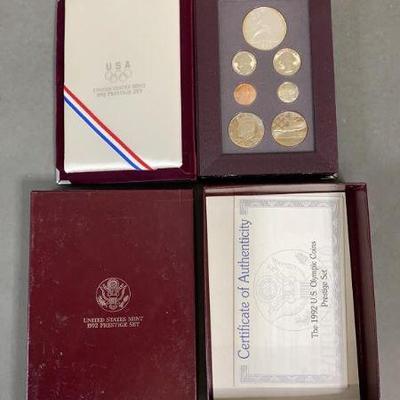 USA
UNITED STATES MINT
1992 PRESTIGE SET
UNITED STATES MINT
1992 PRESTIGE SET
Certificate of Authenticity
The 1992 U.S. Olympic Coins
Prestige Set